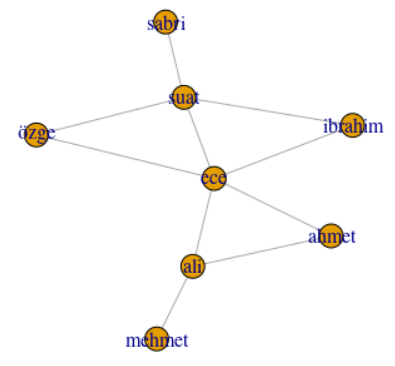 sabri
suat
özge
ibrahim
ece
ahmet
ali
mehmet